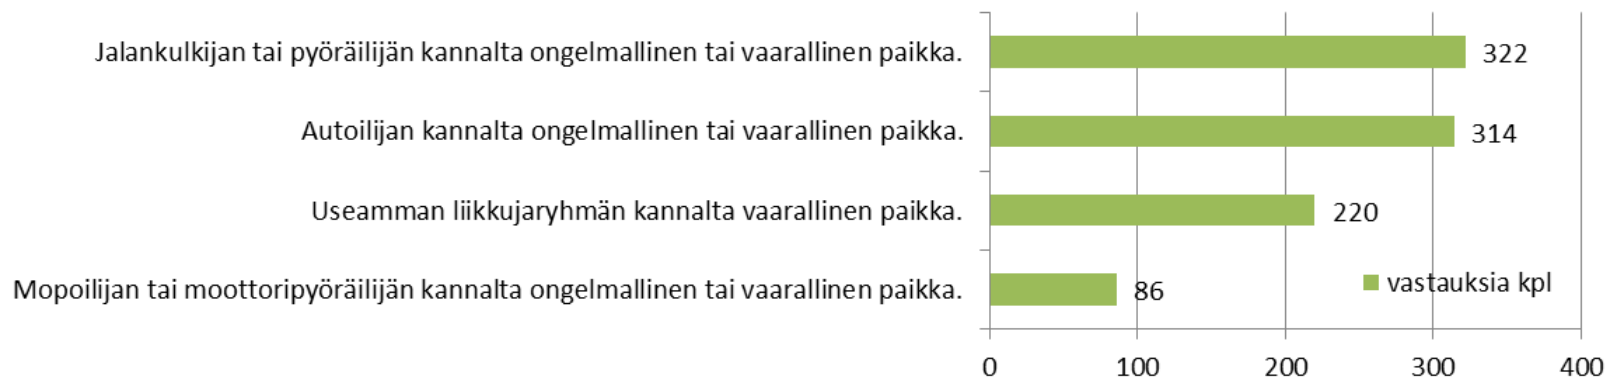 Jalankulkijan tai pyöräilijän kannalta ongelmallinen tai vaarallinen paikka. 322
Autoilijan kannalta ongelmallinen tai vaarallinen paikka. 314
Useamman liikkujaryhmän kannalta vaarallinen paikka. 220
Mopoilijan tai moottoripyöräilijän kannalta ongelmallinen tai vaarallinen paikka. 86
vastauksia kpl
0 100 200 300 400